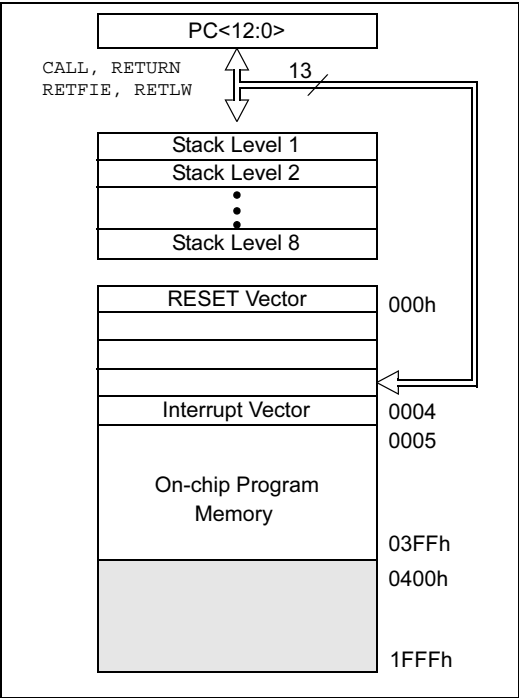 PC<12:0>
CALL, RETURN
RETFIE, RETLW
13
Stack Level 1
Stack Level 2
Stack Level 8
RESET Vector
000h
Interrupt Vector
0004
0005
On-chip Program
Memory
03FFh
0400h
1FFFh